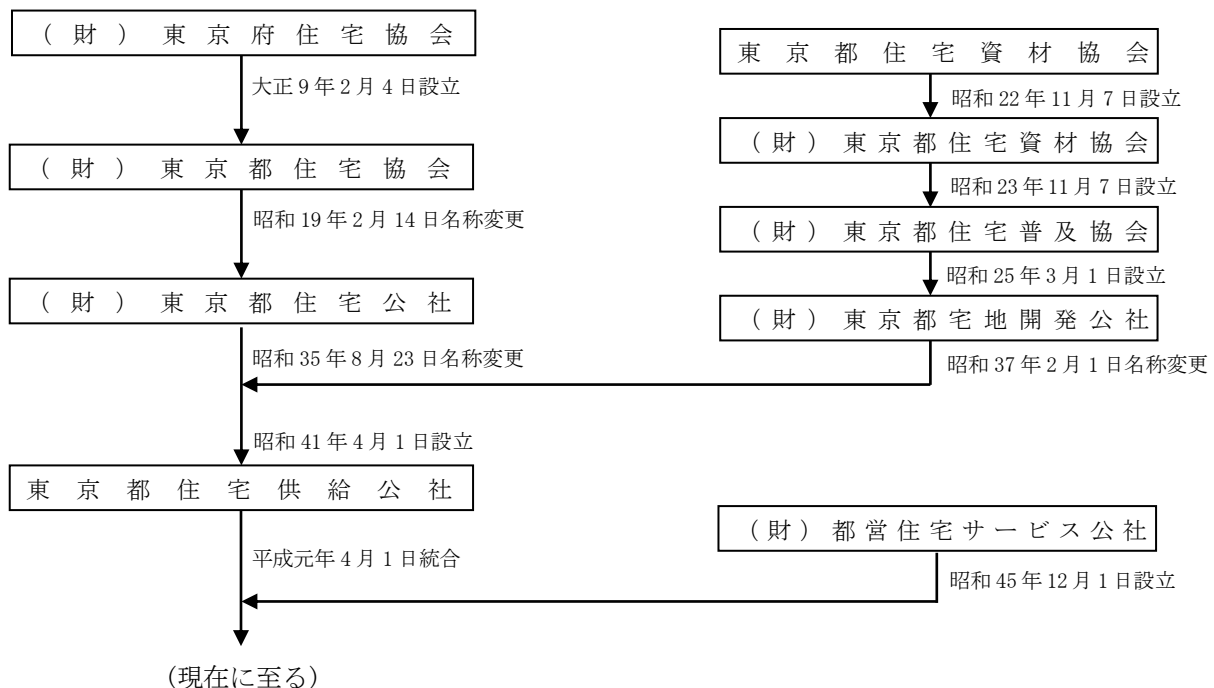 (財)東京府住宅協会
大正9年2月4日設立
(財)東京都住宅協会
昭和19年2月14日名称変更
(財)東京都住宅公社
昭和35年8月23日名称変更
昭和41年4月1日設立
東京都住宅供給公社
平成元年4月1日統合
(現在に至る)
東京都住宅資材協会
昭和22年11月7日設立
(財)東京都住宅資材協会
昭和23年11月7日設立
(財)東京都住宅普及協会
昭和25年3月1日設立
(財)東京都宅地開発公社
昭和37年2月1日名称変更
(財)都営住宅サービス公社
昭和45年12月1日設立